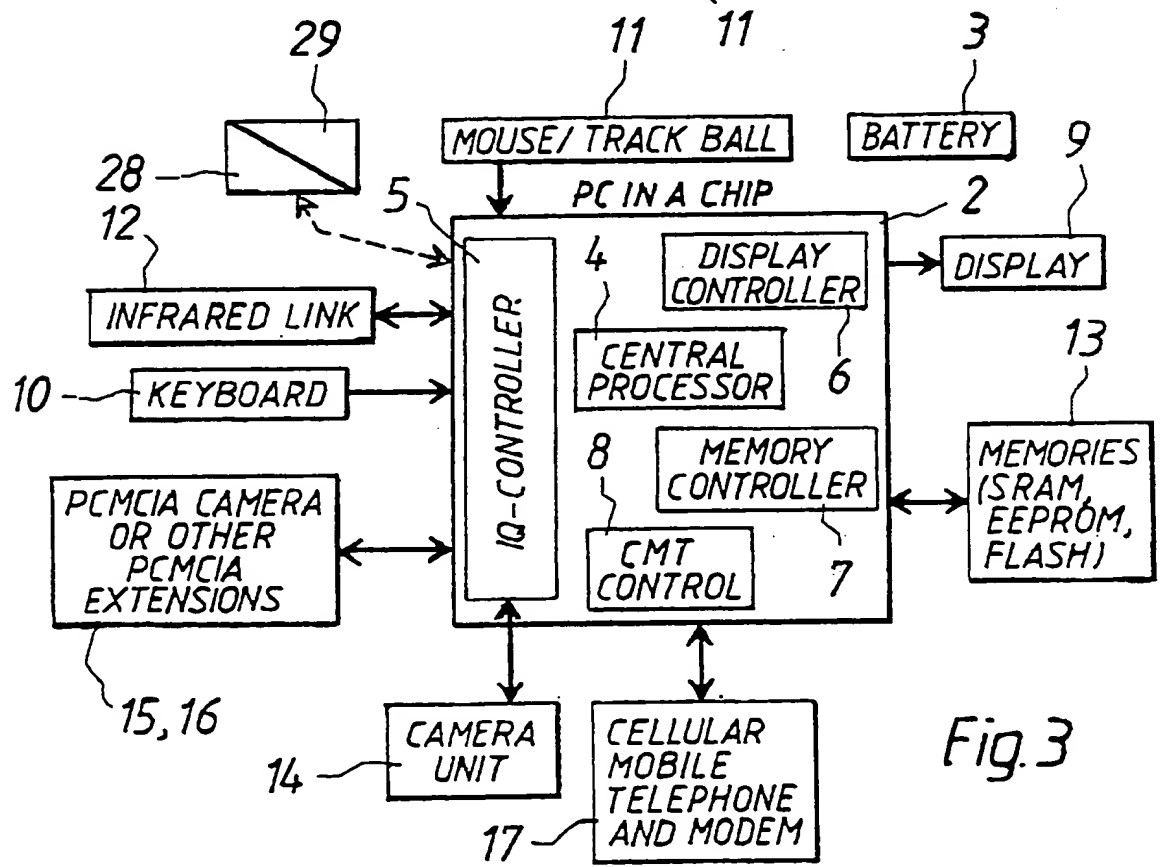 11
29
11
3
MOUSE/ TRACK BALL
BATTERY
9
28
5
PC IN A CHIP
2
12
4
DISPLAY
CONTROLLER
DISPLAY
INFRARED LINK
IQ-CONTROLLER
CENTRAL
PROCESSOR
6
13
10
KEYBOARD
8
MEMORY
CONTROLLER
MEMORIES
(SRAM,
EEPROM,
FLASH)
PCMCIA CAMERA
OR OTHER
PCMCIA
EXTENSIONS
CMT
CONTROL
7
15, 16
CAMERA
UNIT
14
CELLULAR
MOBILE
TELEPHONE
AND MODEM
17
Fig.3